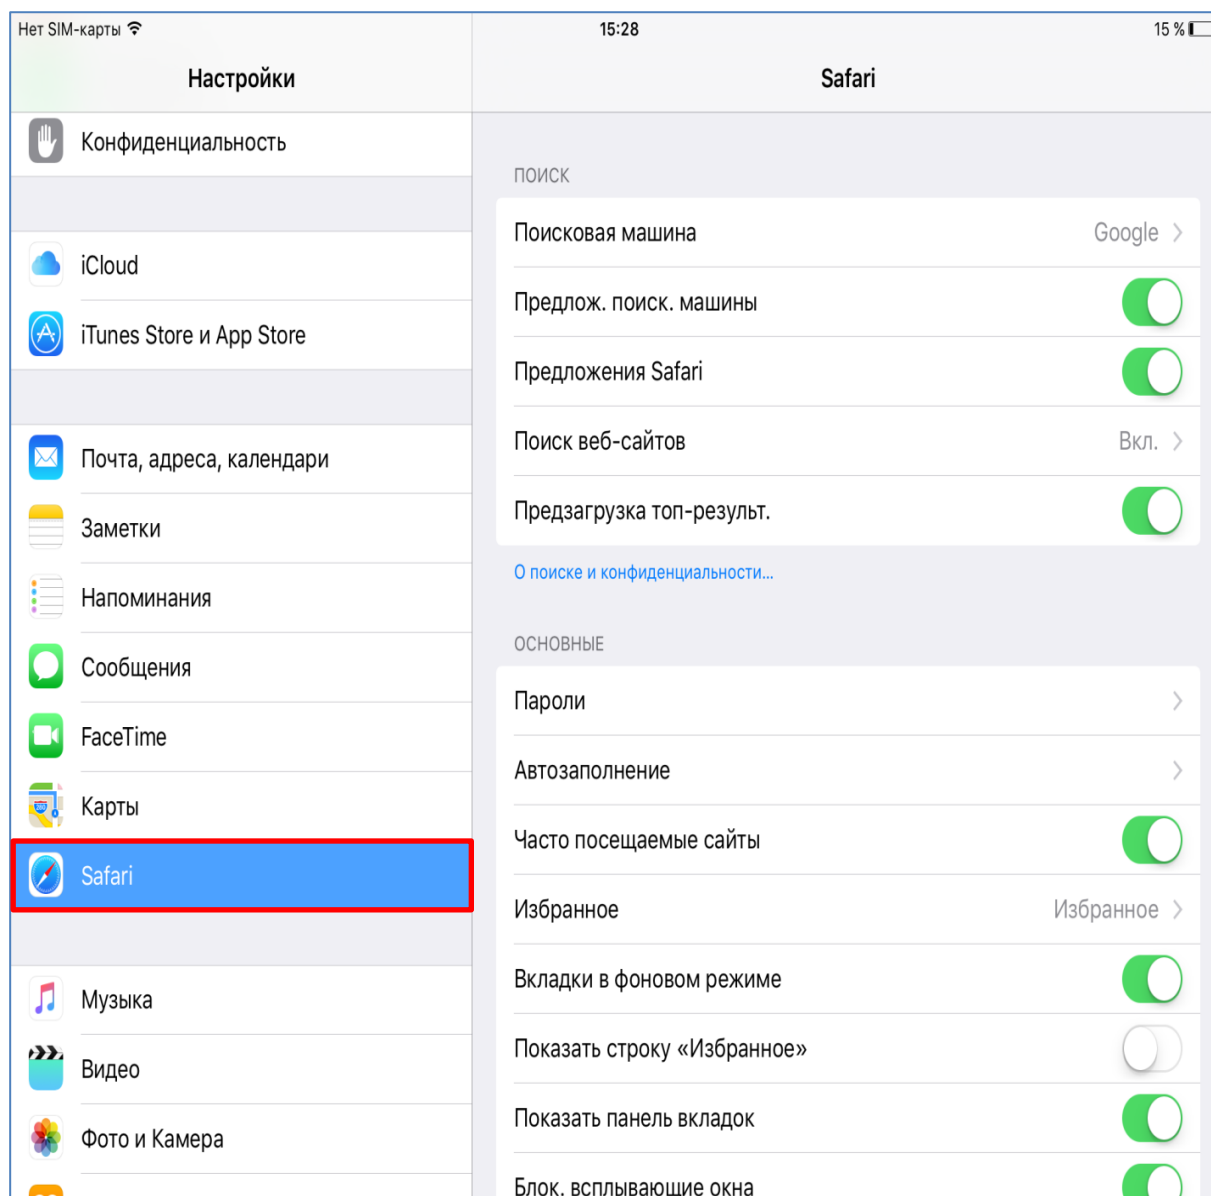 Нет SIM-карты
15:28
15 %
Настройки
Safari
Конфиденциальность
iCloud
iTunes Store и App Store
Почта, адреса, календари
Заметки
Напоминания
Сообщения
FaceTime
Карты
Safari
Музыка
Видео
Фото и Камера
ПОИСК
Поисковая машина
Google
Предлож. поиск. машины
Предложения Safari
Поиск веб-сайтов
Вкл.
Предзагрузка топ-результ.
О поиске и конфиденциальности...
ОСНОВНЫЕ
Пароли
Автозаполнение
Часто посещаемые сайты
Избранное
Избранное
Вкладки в фоновом режиме
Показать строку «Избранное»
Показать панель вкладок
Блок. всплывающие окна